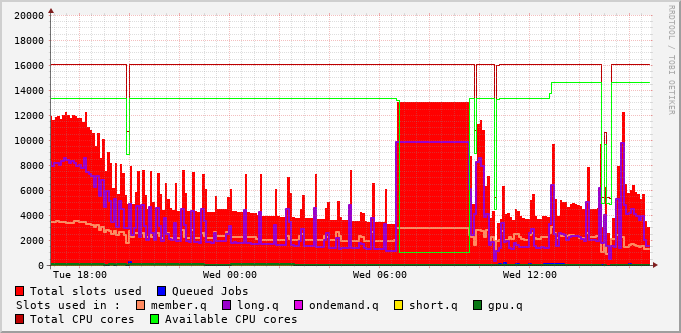 RRDTOOL / TOBI OETIKER
20000
18000
16000
14000
12000
10000
8000
6000
4000
2000
0
Tue 18:00 Wed 00:00 Wed 06:00 Wed 12:00
Total slots used Queued Jobs
Slots used in : member.q long.q ondemand.q short.q gpu.q
Total CPU cores Available CPU cores